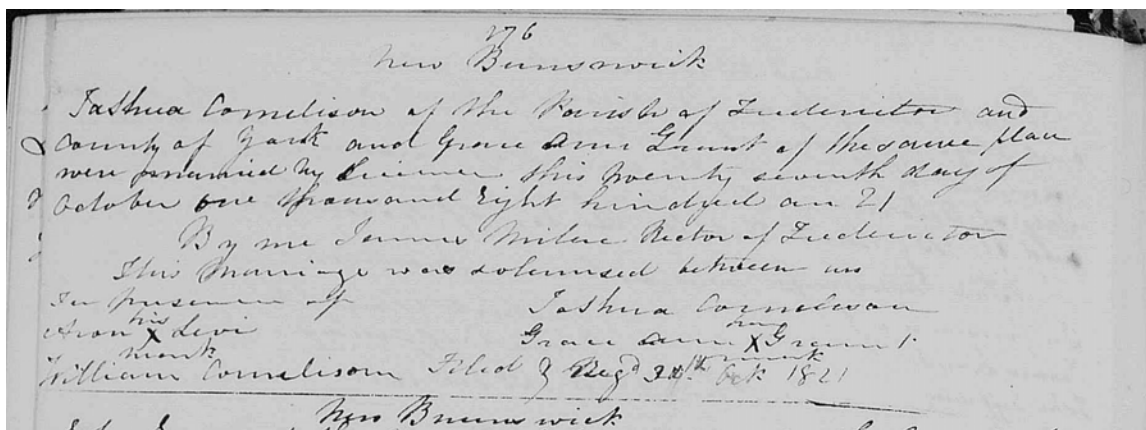 276
New Brunswick
Joshua Cornelison of the Parish of Fredericton and
County of York and Grace Ann Grant of the same place
were married by License this twenty seventh day of
October one thousand Eight hundred an 21
By me James Milne Rector of Fredericton
This Marriage was solemnised between us
In presence of Joshua Cornelison
his her
Aron X Levi Grace Ann X Grant
mark mark
William Cornelison Filed & Regd Oct 1821
New Brunswick